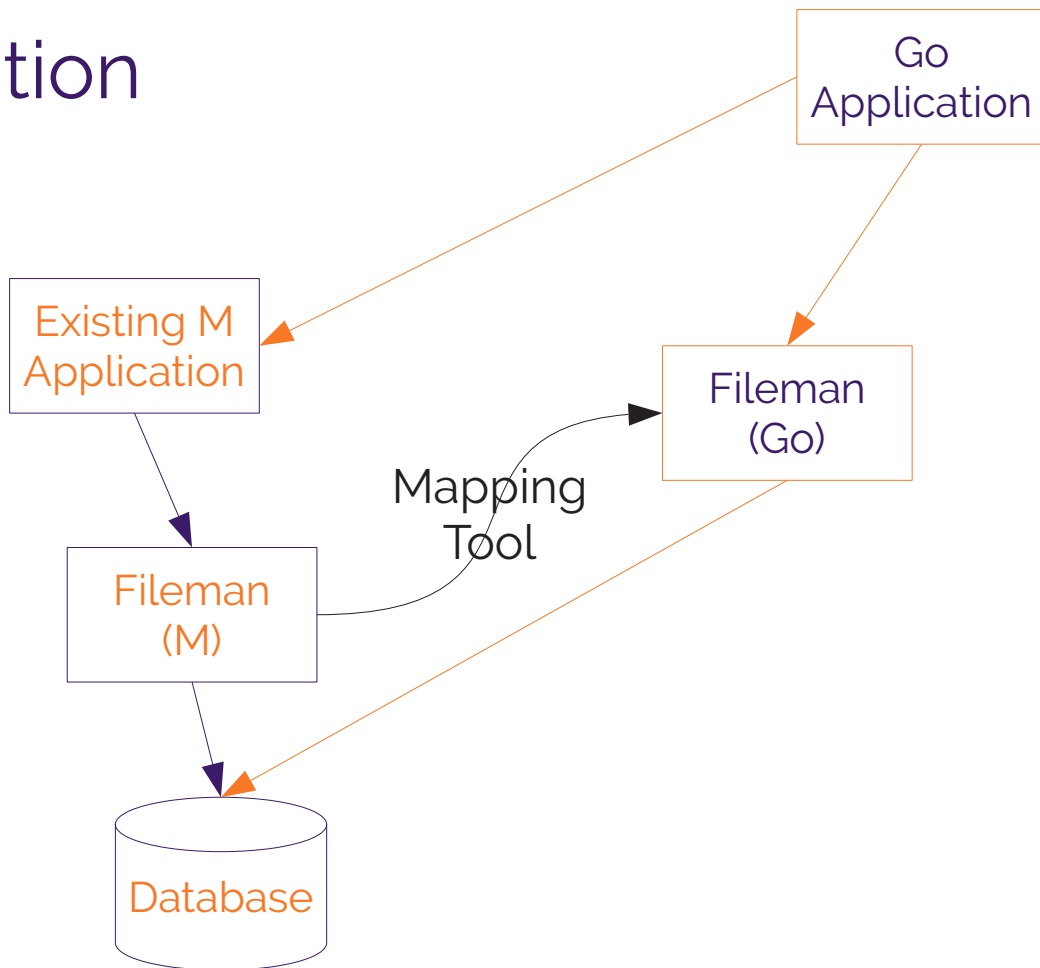 tion
Go
Application
Existing M
Application
Fileman
(Go)
Mapping
Tool
Fileman
(M)
Database